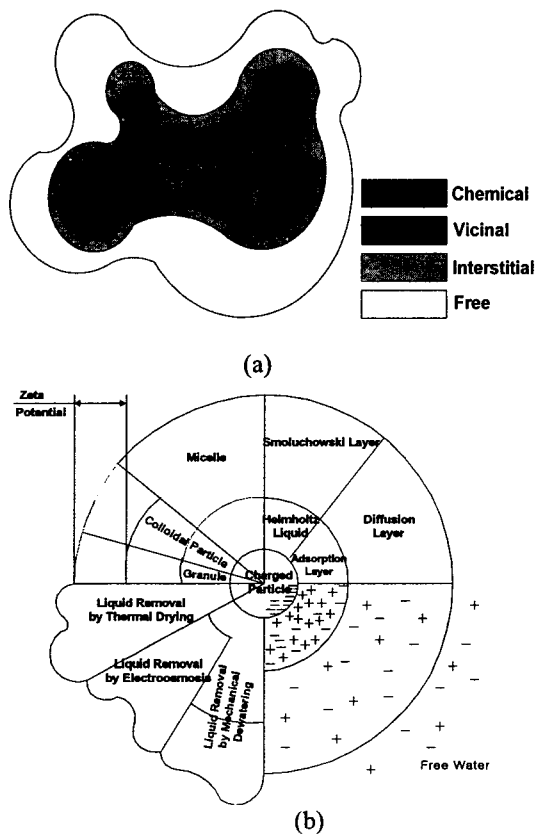 Chemical
Vicinal
Interstitial
Free
(a)
Zeta
Potential
Micelle
Smoluchowski Layer
Colloidal Particle
Helmholtz
Liquid
Diffusion
Layer
Granule
Charged
Particle
Adsorption
Layer
Liquid Removal
by Thermal Drying
Liquid Removal
by Electroosmosis
Liquid Removal
by Mechanical
Dewatering
Free Water
(b)